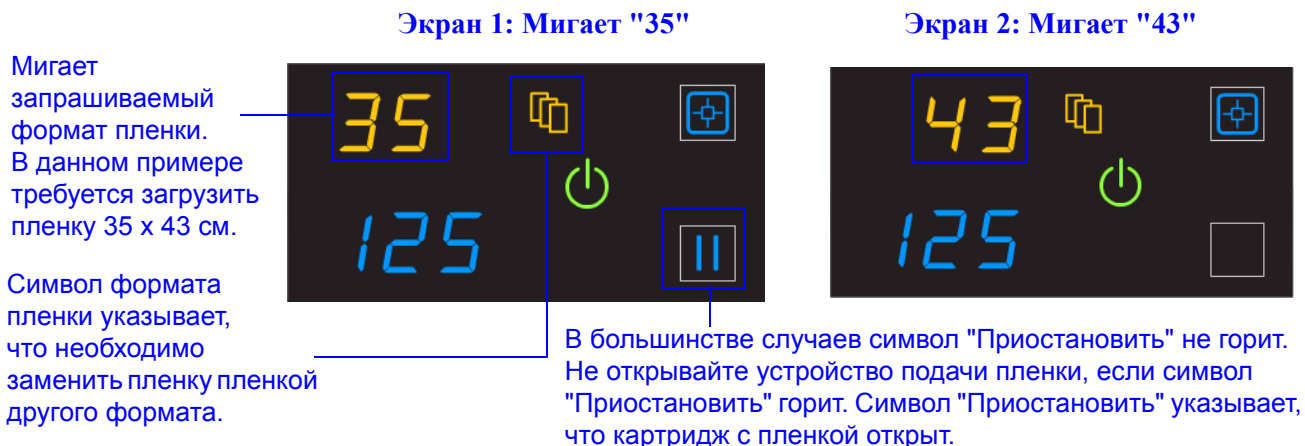 Экран 1: Мигает "35"
Экран 2: Мигает "43"
Мигает
запрашиваемый
формат пленки.
В данном примере
требуется загрузить
пленку 35 x 43 см.
Символ формата
пленки указывает,
что необходимо
заменить пленку пленкой
другого формата.
35
125
43
125
В большинстве случаев символ "Приостановить" не горит.
Не открывайте устройство подачи пленки, если символ
"Приостановить" горит. Символ "Приостановить" указывает,
что картридж с пленкой открыт.